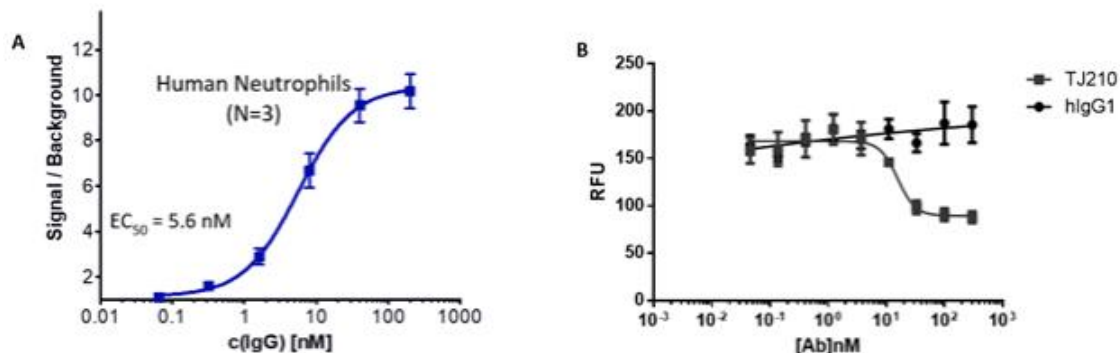 A
Signal / Background
12
10
8
6
4
2
Human Neutrophils
(N=3)
EC50 = 5.6 nM
0.01 0.1 1 10 100 1000
c(IgG) [nM]
B
RFU
250
200
150
100
50
0
10-3 10-2 10-1 100 101 102 103
[Ab]nM
TJ210
hIgG1